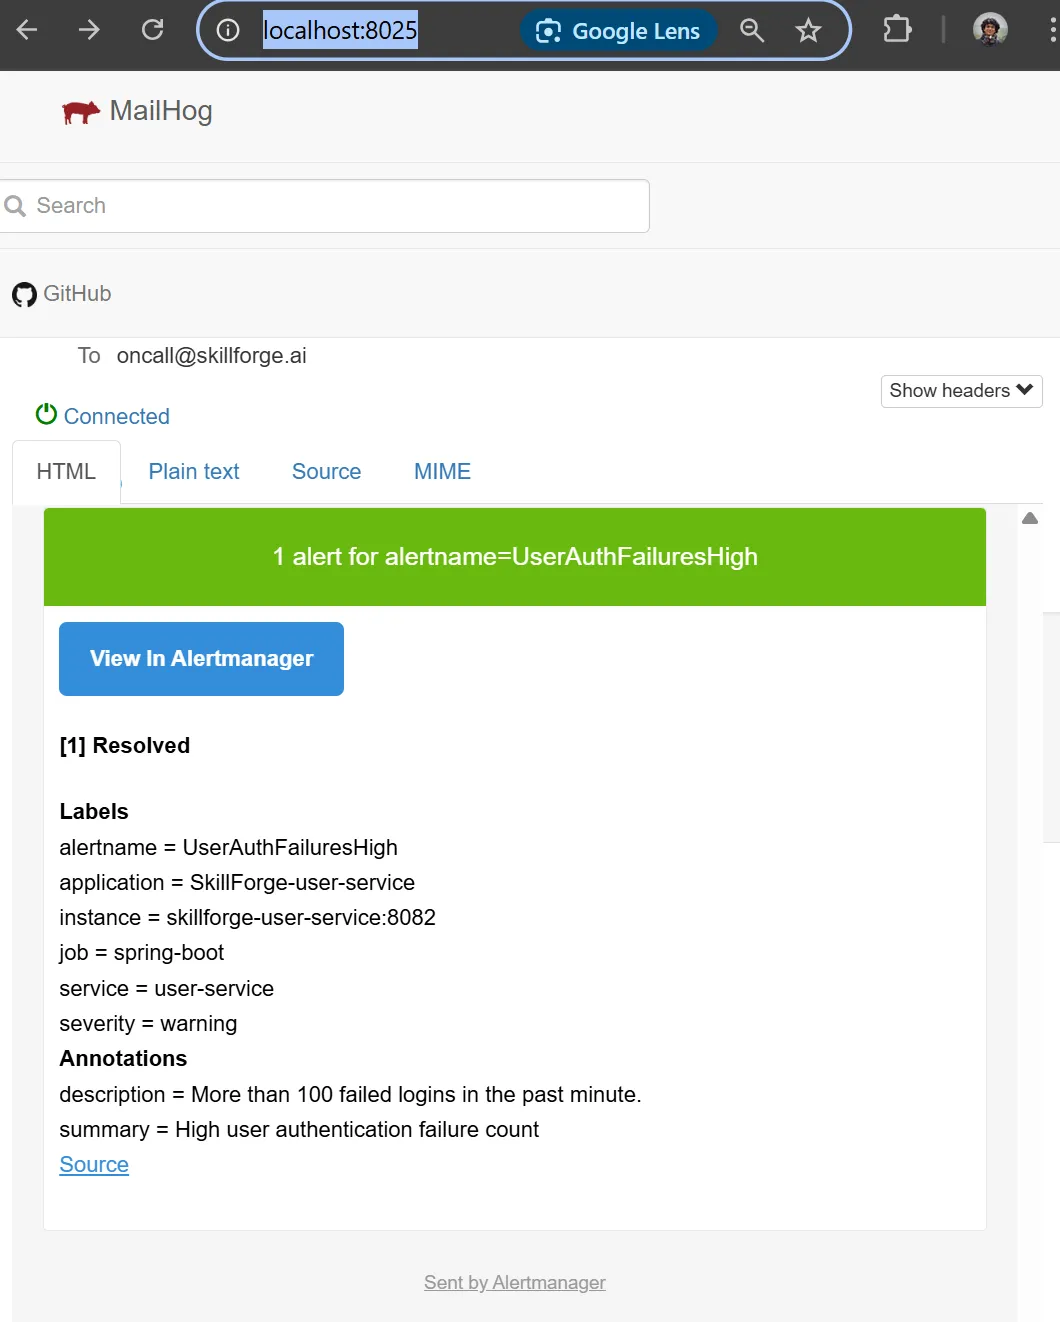 localhost:8025
Google Lens
MailHog
Search
GitHub
To oncall@skillforge.ai
Show headers
Connected
HTML Plain text Source MIME
1 alert for alertname=UserAuthFailuresHigh
View In Alertmanager
[1] Resolved
Labels
alertname = UserAuthFailuresHigh
application = SkillForge-user-service
instance = skillforge-user-service:8082
job = spring-boot
service = user-service
severity = warning
Annotations
description = More than 100 failed logins in the past minute.
summary = High user authentication failure count
Source
Sent by Alertmanager